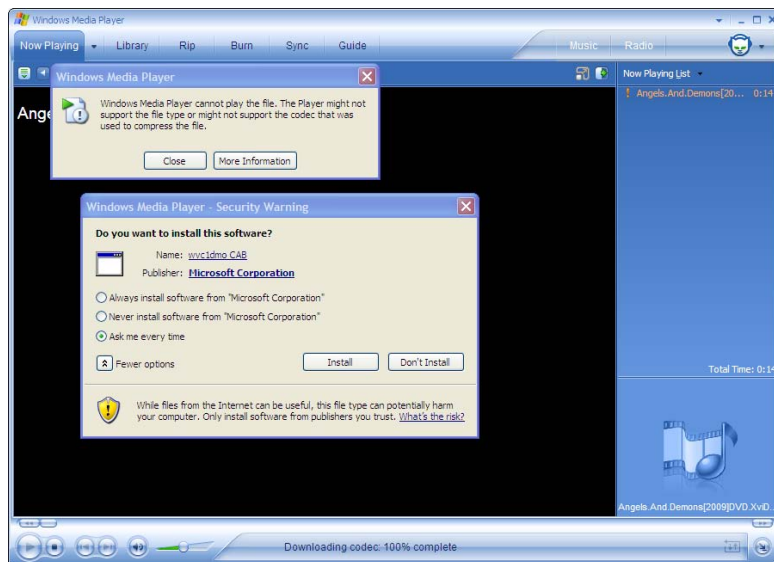 Windows Media Player
Now Playing Library Rip Burn Sync Guide Music Radio
Now Playing List
Angels.And.Demons[20... 0:14
Ange
Windows Media Player
Windows Media Player cannot play the file. The Player might not
support the file type or might not support the codec that was
used to compress the file.
Close More Information
Windows Media Player - Security Warning
Do you want to install this software?
Name: wvc1dmo CAB
Publisher: Microsoft Corporation
Always install software from "Microsoft Corporation"
Never install software from "Microsoft Corporation"
Ask me every time
Fewer options Install Don't Install
While files from the Internet can be useful, this file type can potentially harm
your computer. Only install software from publishers you trust. What's the risk?
Total Time: 0:14
Angels.And.Demons[2009]DVD.XviD...
Downloading codec: 100% complete